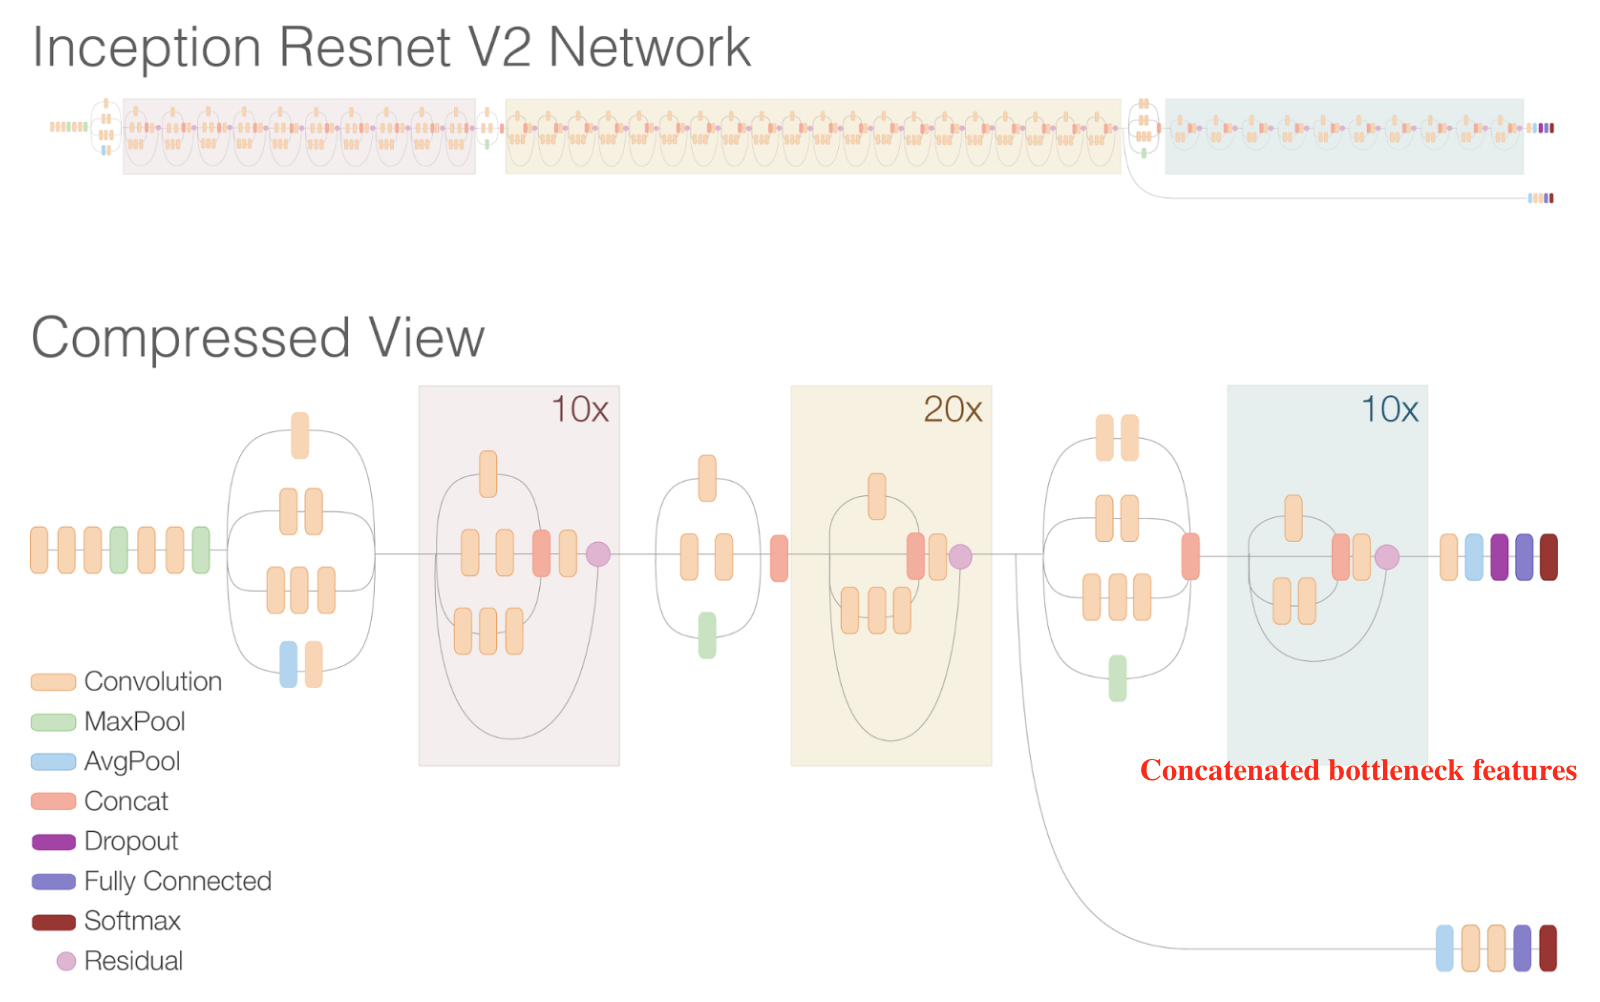 Inception Resnet V2 Network
Compressed View
10x
20x
10x
Concatenated bottleneck features
Convolution
MaxPool
AvgPool
Concat
Dropout
Fully Connected
Softmax
Residual